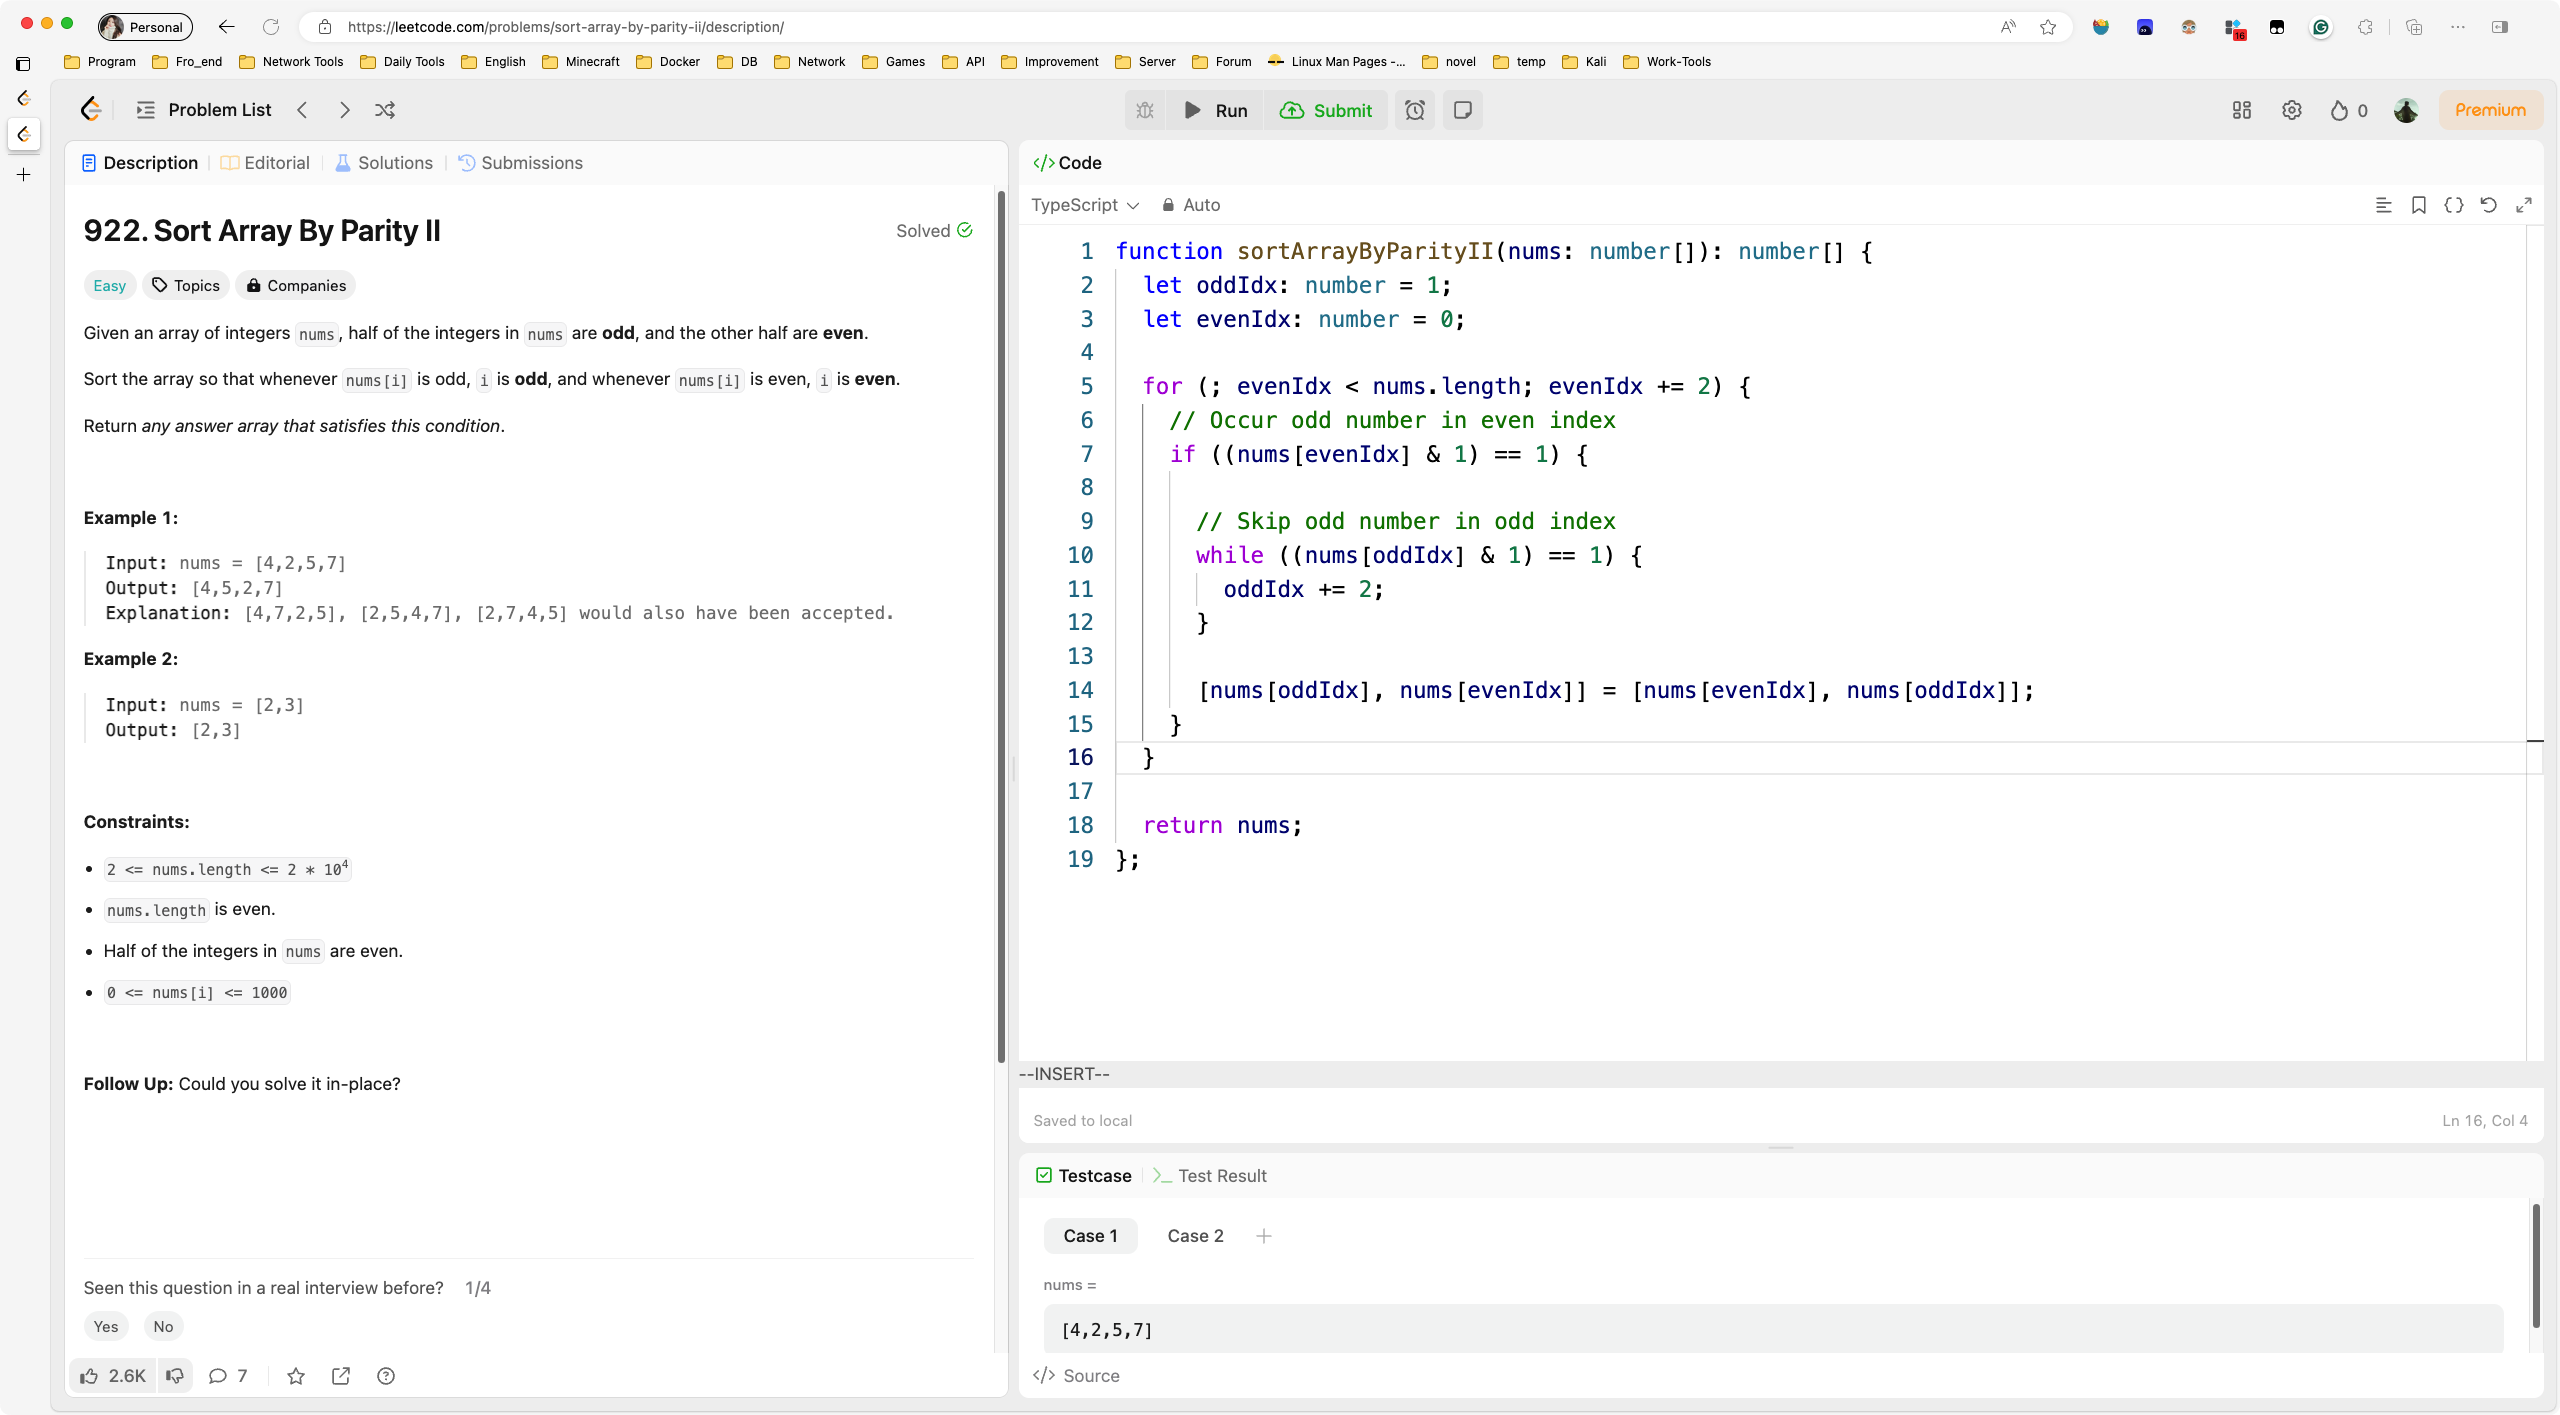 Personal
https://leetcode.com/problems/sort-array-by-parity-ii/description/
16
Program Fro_end Network Tools Daily Tools English Minecraft Docker DB Network Games API Improvement Server Forum Linux Man Pages -... novel temp Kali Work-Tools
Problem List Run Submit 0 Premium
Description Editorial Solutions Submissions
922. Sort Array By Parity II Solved
Easy Topics Companies
Given an array of integers nums, half of the integers in nums are odd, and the other half are even.
Sort the array so that whenever nums[i] is odd, i is odd, and whenever nums[i] is even, i is even.
Return any answer array that satisfies this condition.
Example 1:
Input: nums = [4,2,5,7]
Output: [4,5,2,7]
Explanation: [4,7,2,5], [2,5,4,7], [2,7,4,5] would also have been accepted.
Example 2:
Input: nums = [2,3]
Output: [2,3]
Constraints:
• 2 <= nums.length <= 2 * 10⁴
• nums.length is even.
• Half of the integers in nums are even.
• 0 <= nums[i] <= 1000
Follow Up: Could you solve it in-place?
Seen this question in a real interview before? 1/4
Yes No
2.6K 7
</> Code
TypeScript Auto
1 function sortArrayByParityII(nums: number[]): number[] {
2 let oddIdx: number = 1;
3 let evenIdx: number = 0;
4
5 for (; evenIdx < nums.length; evenIdx += 2) {
6 // Occur odd number in even index
7 if ((nums[evenIdx] & 1) == 1) {
8
9 // Skip odd number in odd index
10 while ((nums[oddIdx] & 1) == 1) {
11 oddIdx += 2;
12 }
13
14 [nums[oddIdx], nums[evenIdx]] = [nums[evenIdx], nums[oddIdx]];
15 }
16 }
17
18 return nums;
19 };
--INSERT--
Saved to local Ln 16, Col 4
Testcase >_ Test Result
Case 1 Case 2 +
nums =
[4,2,5,7]
</> Source